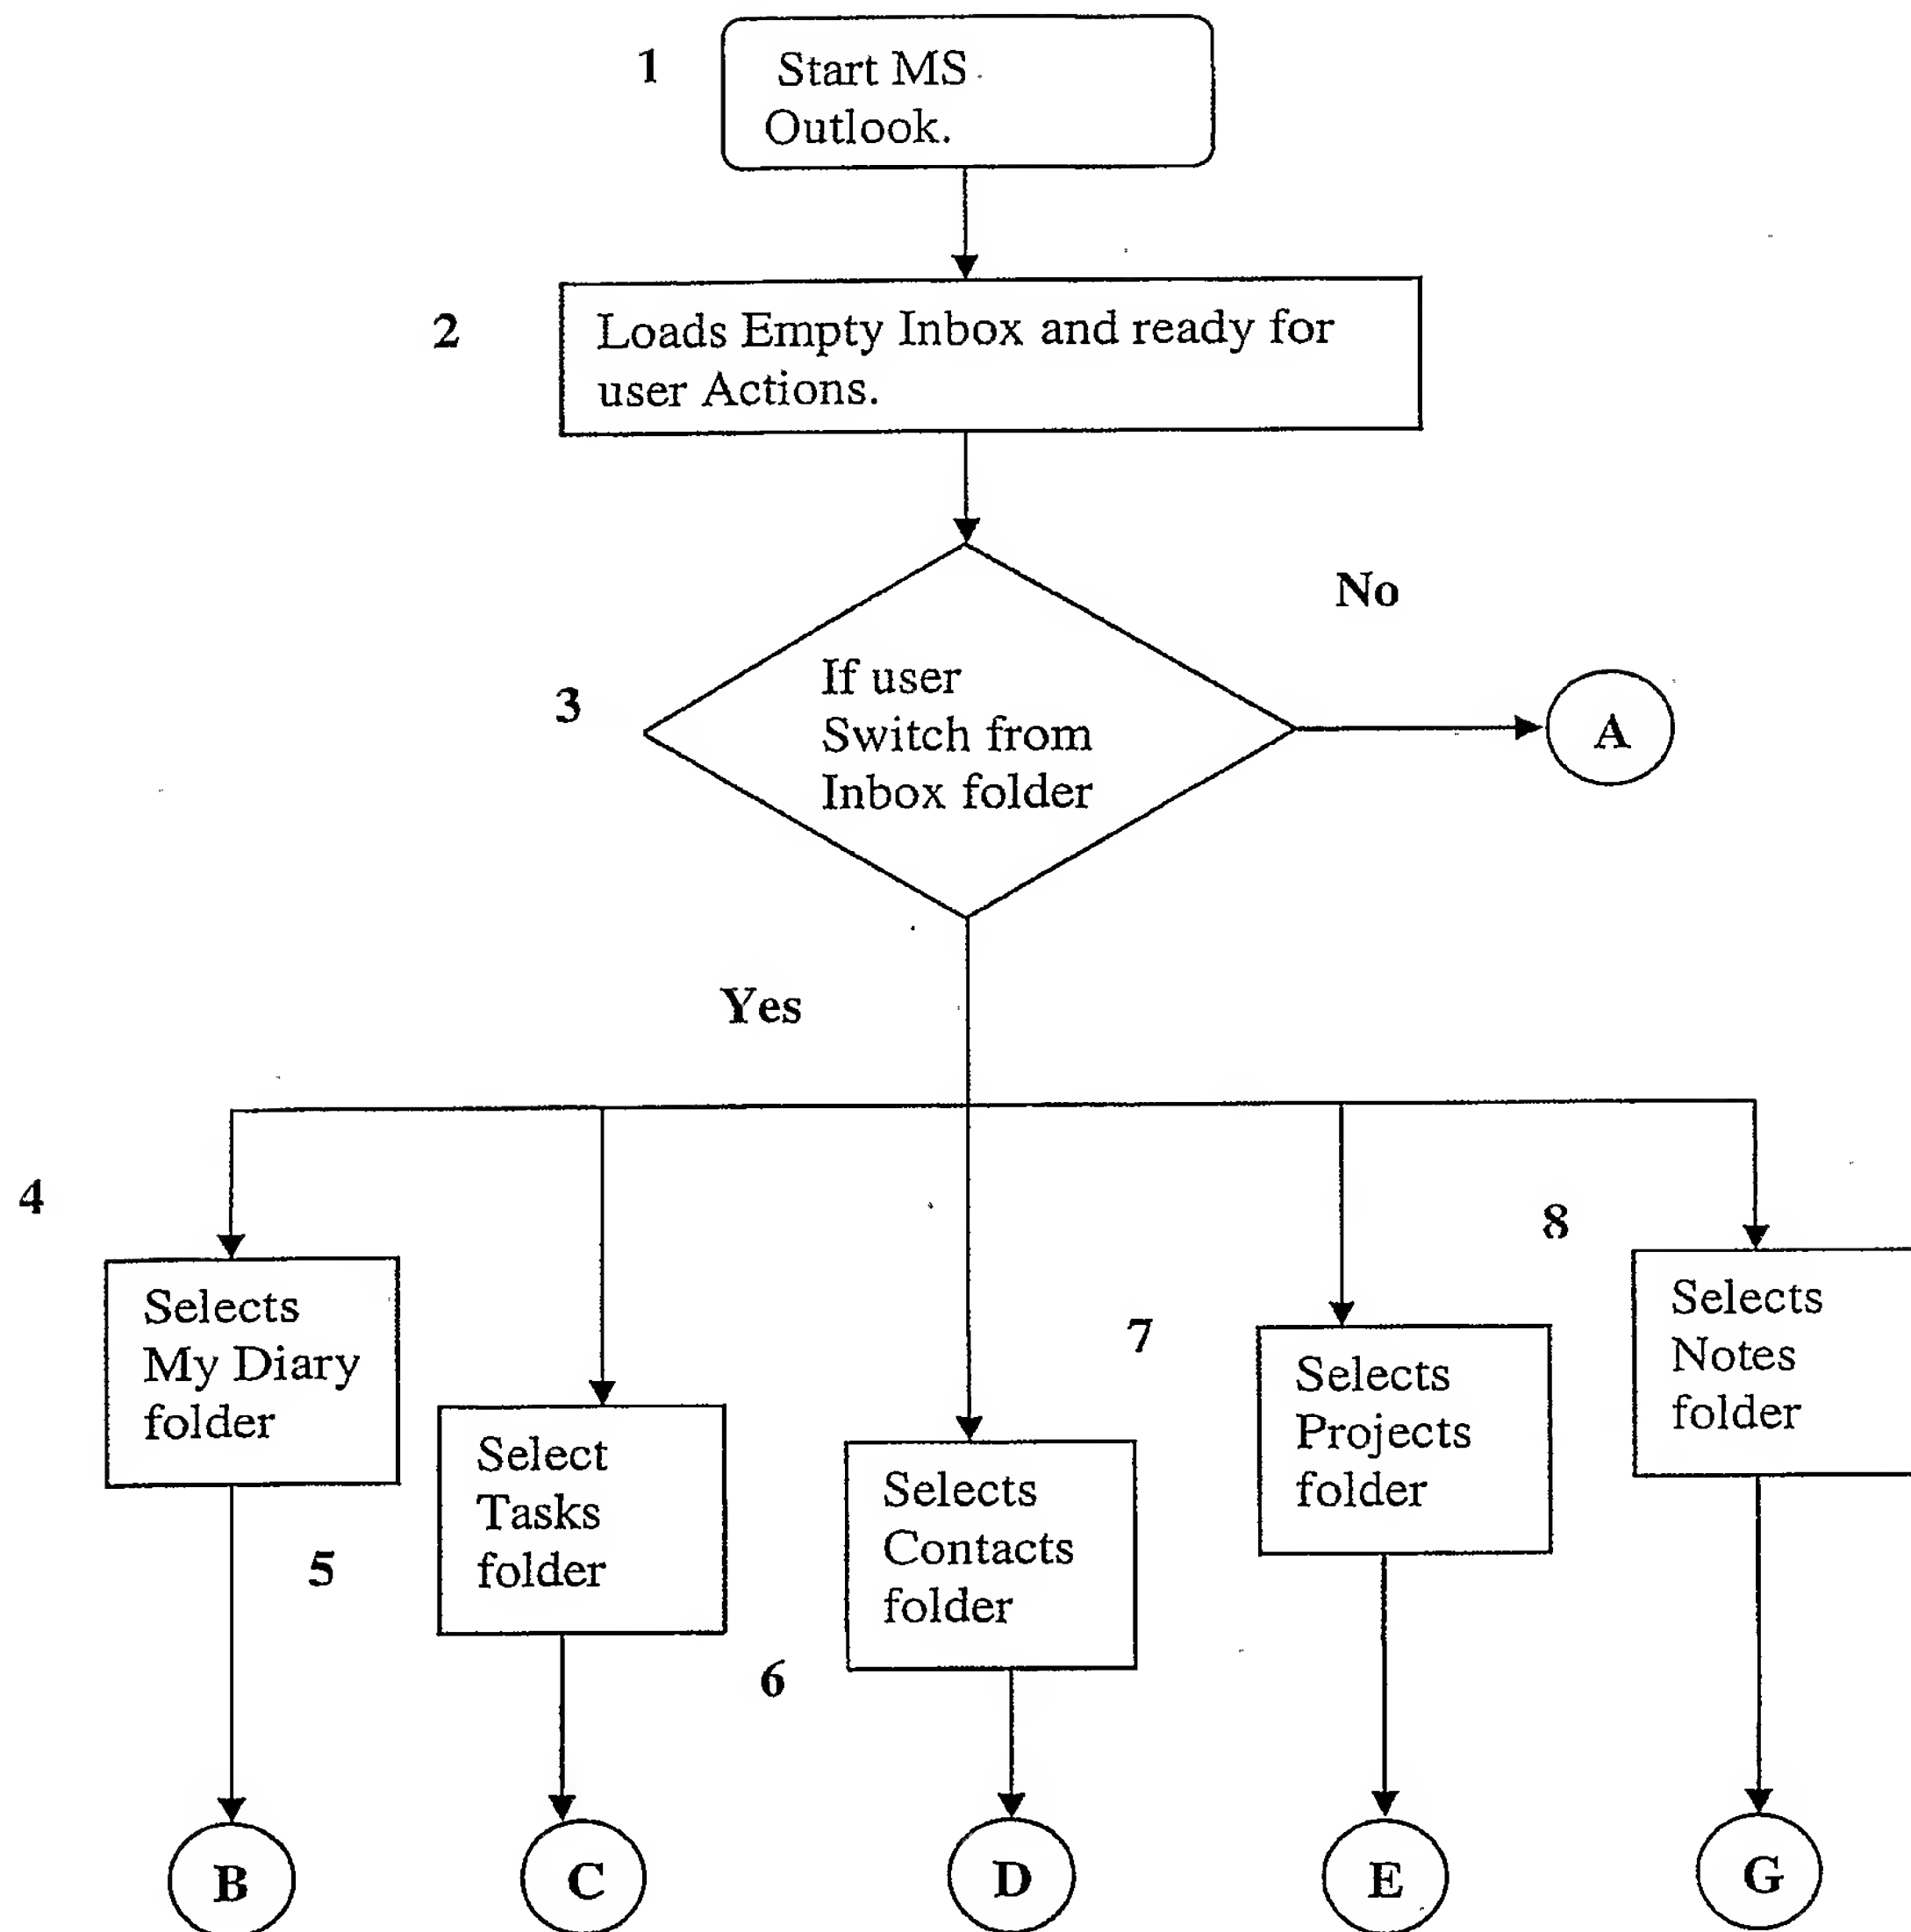 1
Start MS
Outlook.
2
Loads Empty Inbox and ready for
user Actions.
No
3
If user
Switch from
Inbox folder
A
Yes
4
Selects
My Diary
folder
5
Select
Tasks
folder
6
Selects
Contacts
folder
7
Selects
Projects
folder
8
Selects
Notes
folder
B
C
D
E
G